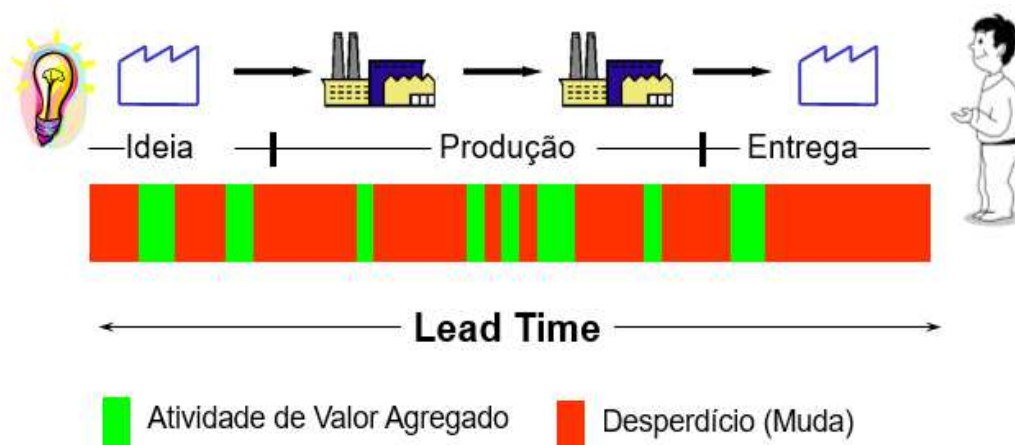 Ideia Produção Entrega
Lead Time
Atividade de Valor Agregado Desperdício (Muda)